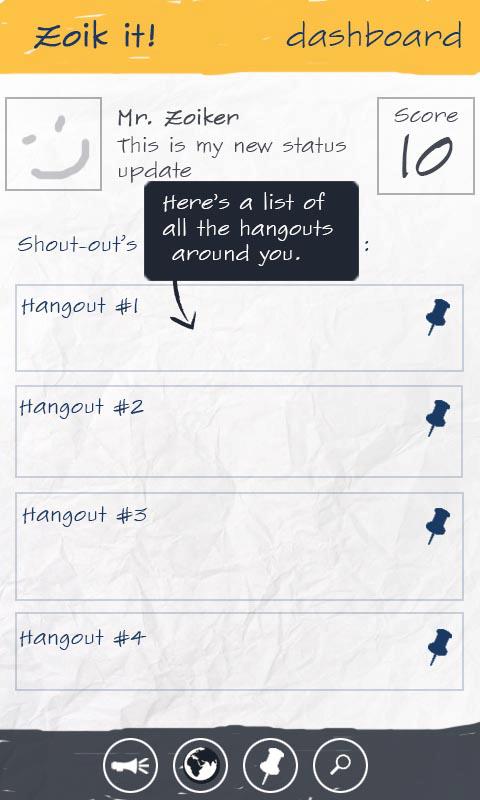 Zoik it! dashboard
Mr. Zoiker
This is my new status
update
Score
10
Here's a list of
all the hangouts
around you.
Shout-out's :
Hangout #1
Hangout #2
Hangout #3
Hangout #4